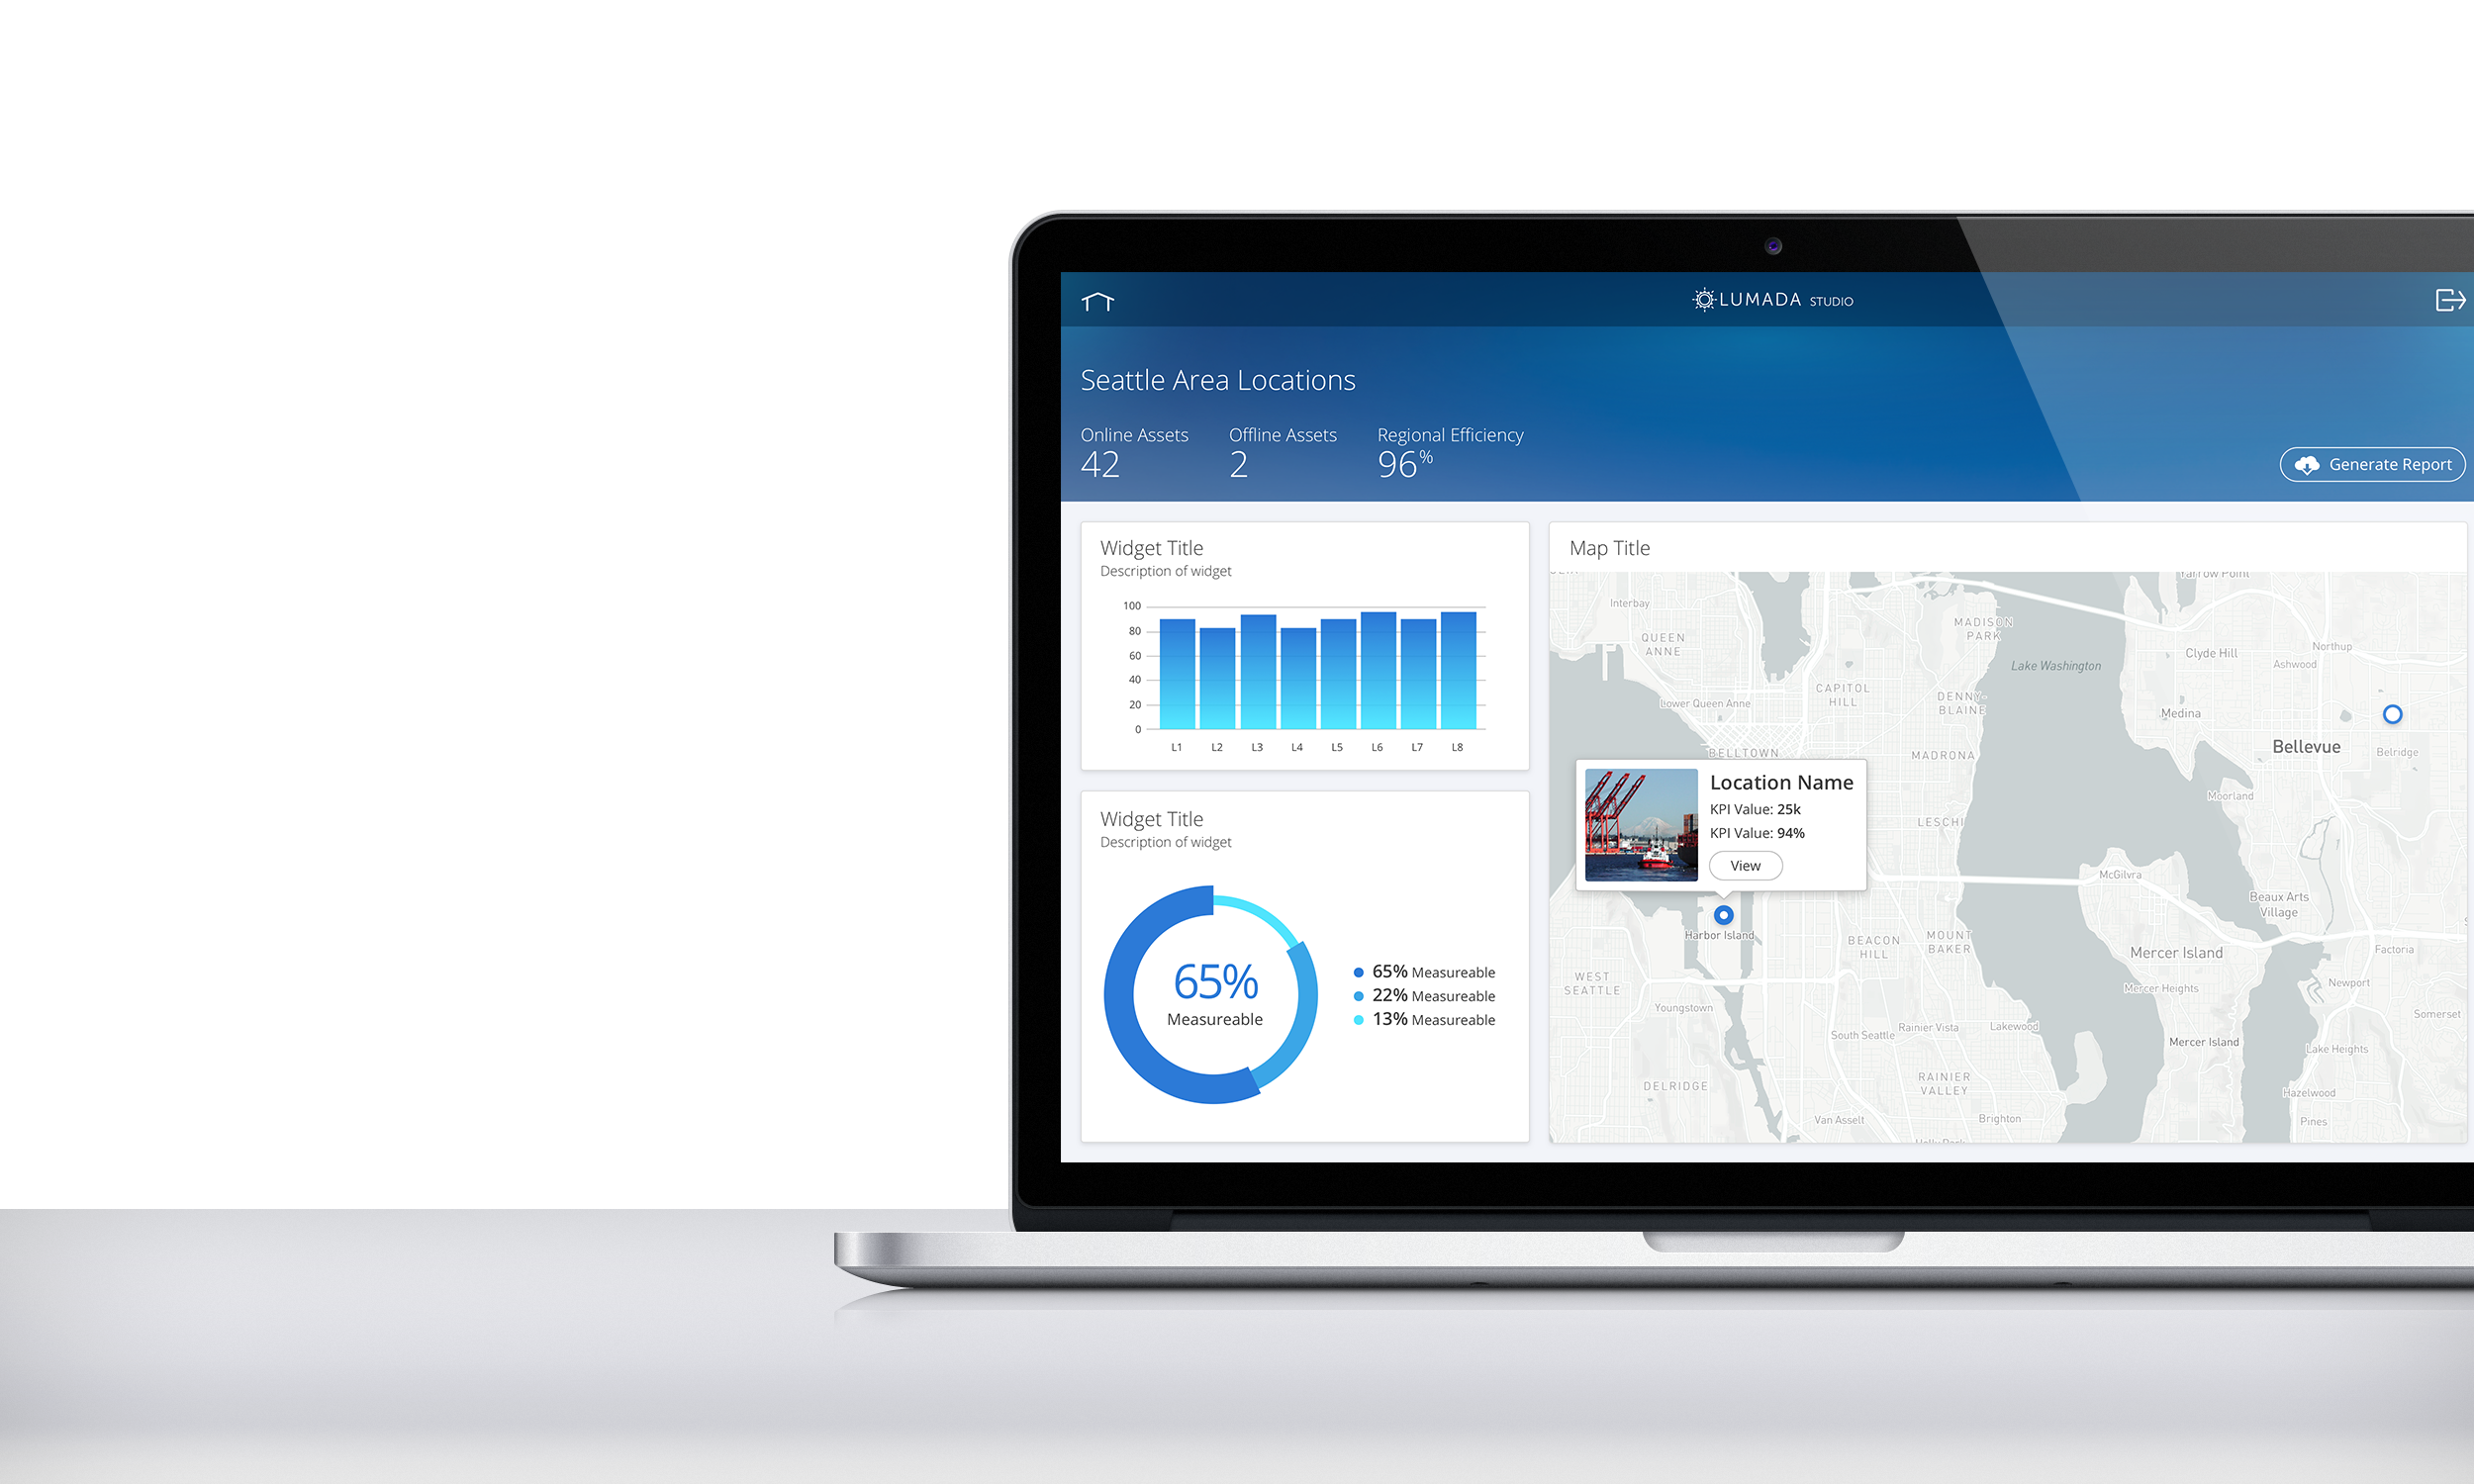 LUMADA STUDIO
Seattle Area Locations
Online Assets
42
Offline Assets
2
Regional Efficiency
96%
Generate Report
Widget Title
Description of widget
100
80
60
40
20
0
L1 L2 L3 L4 L5 L6 L7 L8
Widget Title
Description of widget
65%
Measureable
65% Measureable
22% Measureable
13% Measureable
Map Title
Yarrow Point
Interbay
QUEEN
ANNE
MADISON
PARK
Lake Washington
Clyde Hill
Northup
Ashwood
CAPITOL
HILL
Lower Queen Anne
DENNY-
BLAINE
Medina
BELLTOWN
MADRONA
Bellevue
Belridge
Location Name
KPI Value: 25k
KPI Value: 94%
View
Moorland
LESCHI
McGilvra
Beaux Arts
Village
Harbor Island
BEACON
HILL
MOUNT
BAKER
Mercer Island
Factoria
WEST
SEATTLE
Mercer Heights
Newport
Youngstown
South Seattle
Rainier Vista
Lakewood
Somerset
Mercer Island
Lake Heights
DELRIDGE
RAINIER
VALLEY
Hazelwood
Van Asselt
Brighton
Pines